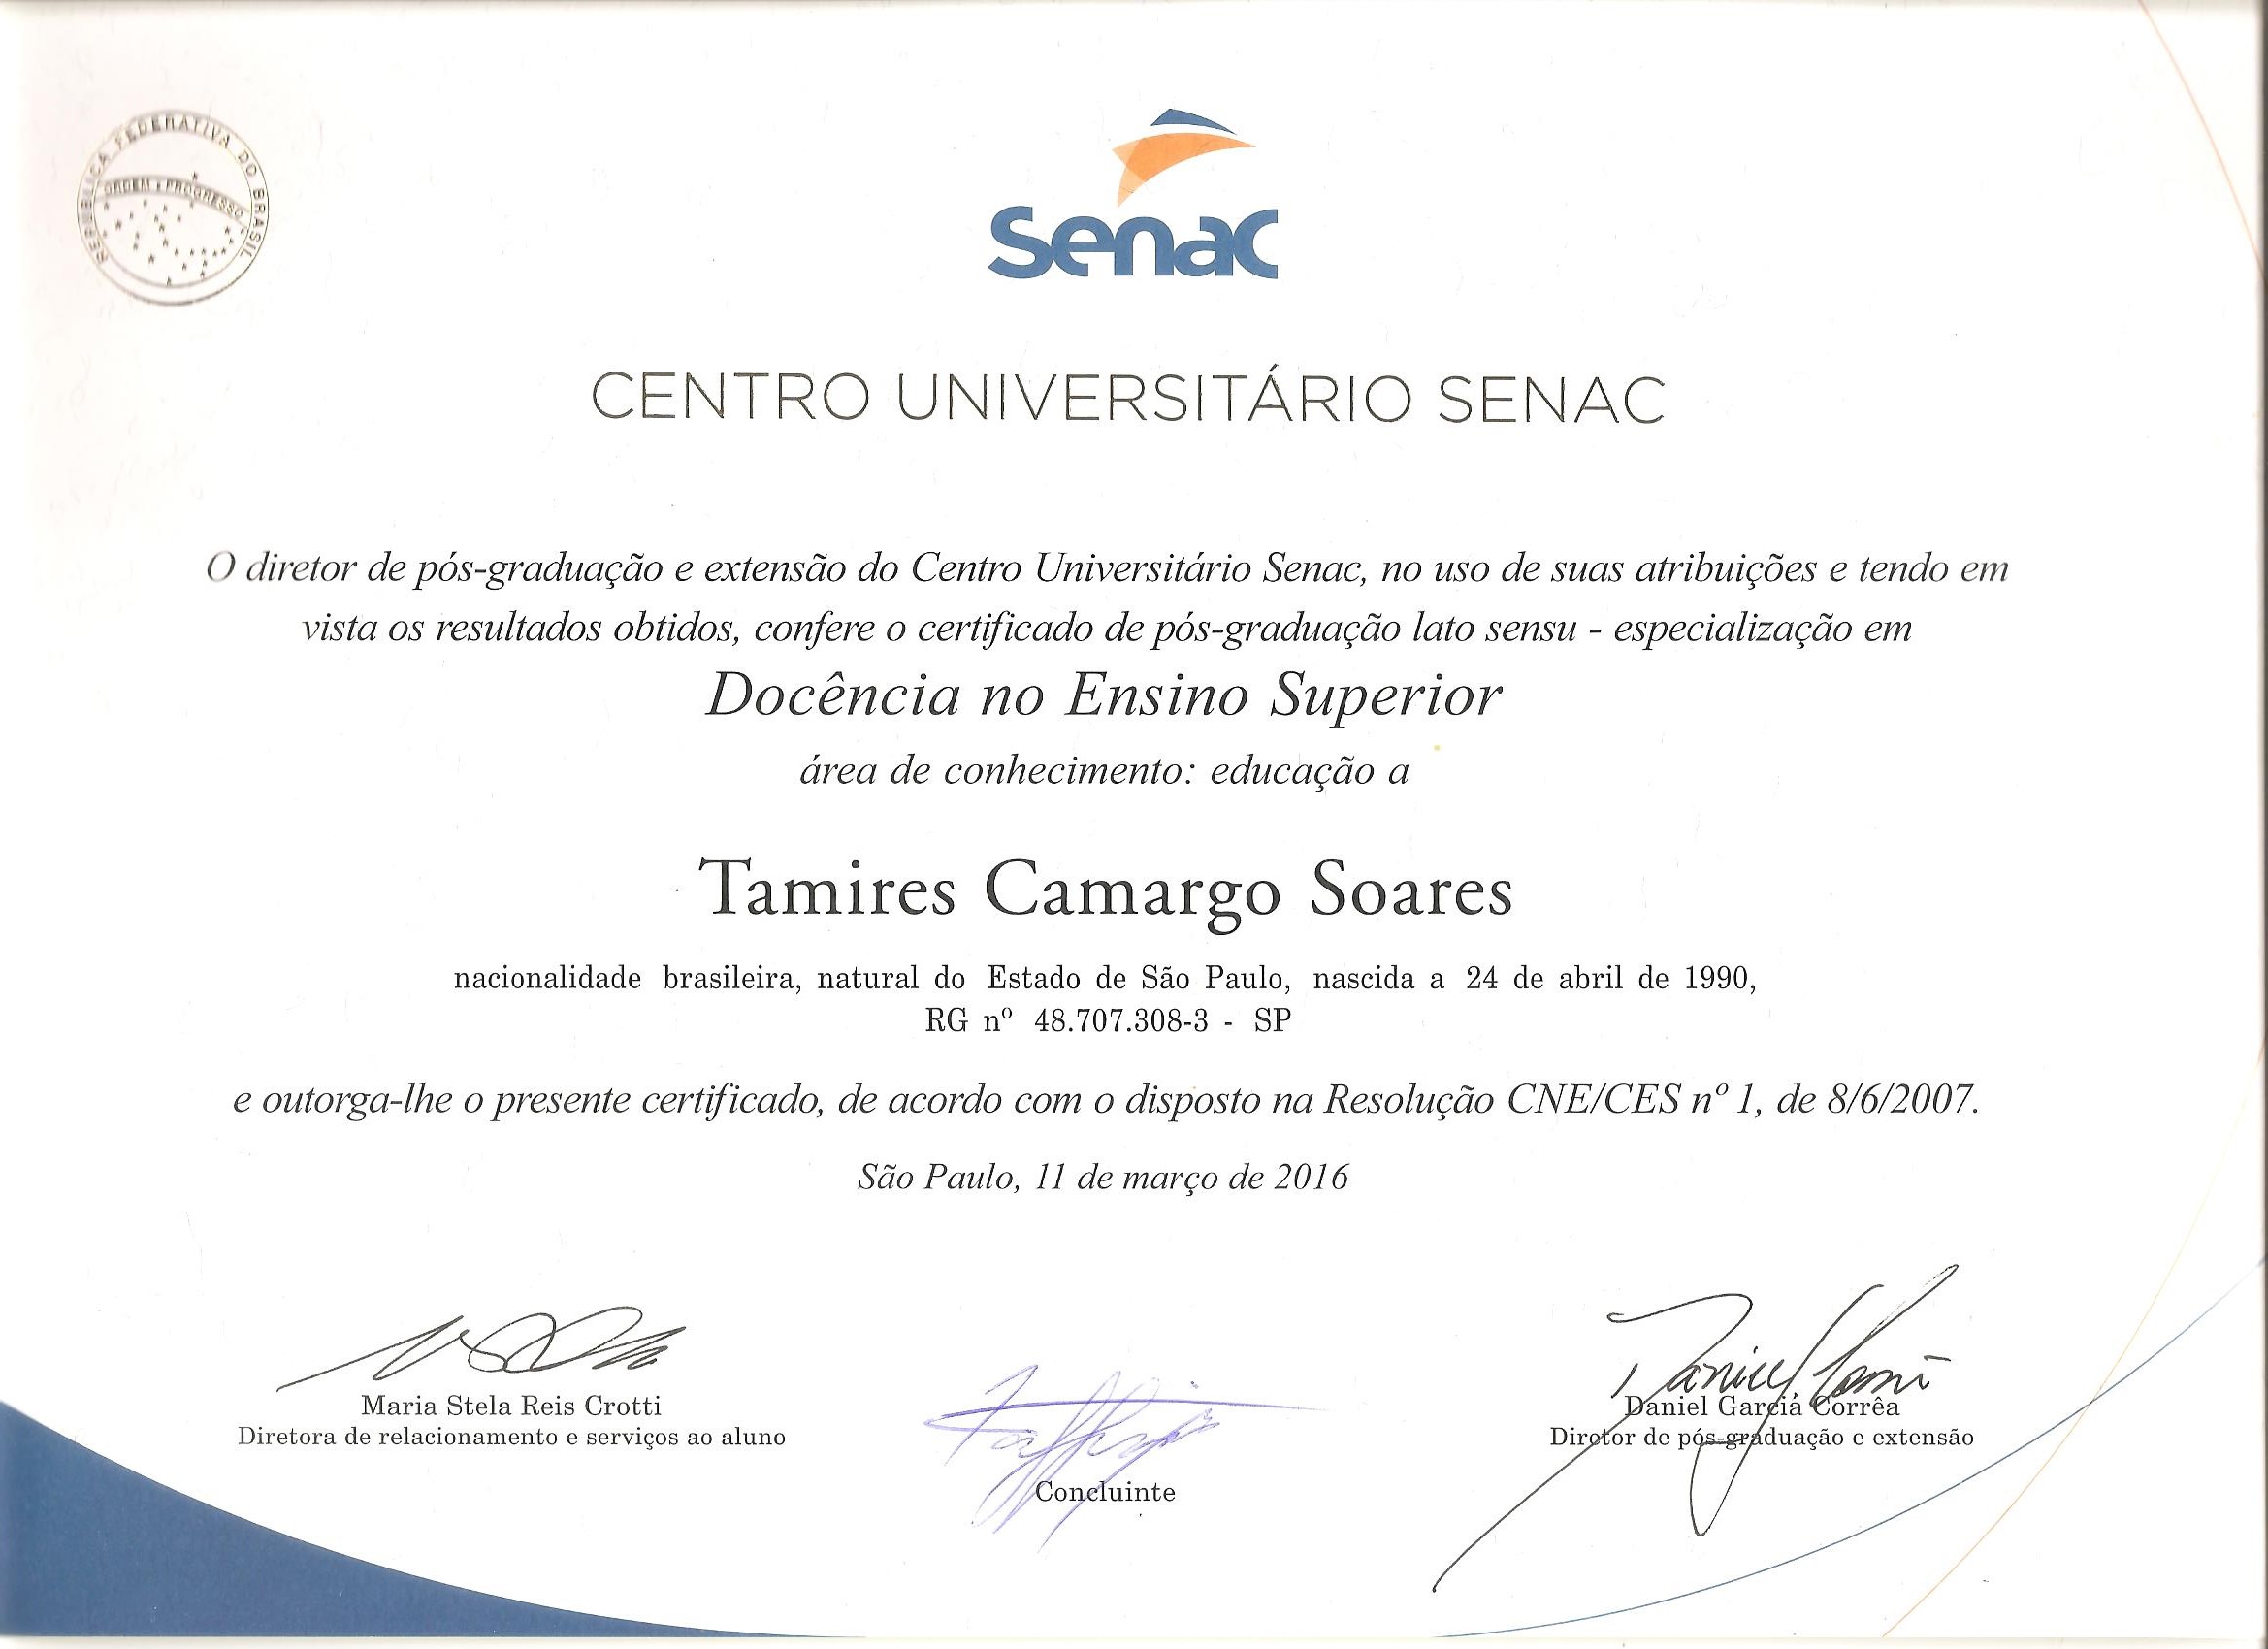 REPÚBLICA FEDERATIVA DO BRASIL
ORDEM E PROGRESSO
senac
CENTRO UNIVERSITÁRIO SENAC
O diretor de pós-graduação e extensão do Centro Universitário Senac, no uso de suas atribuições e tendo em
vista os resultados obtidos, confere o certificado de pós-graduação lato sensu - especialização em
Docência no Ensino Superior
área de conhecimento: educação a
Tamires Camargo Soares
nacionalidade brasileira, natural do Estado de São Paulo, nascida a 24 de abril de 1990,
RG nº 48.707.308-3 - SP
e outorga-lhe o presente certificado, de acordo com o disposto na Resolução CNE/CES nº 1, de 8/6/2007.
São Paulo, 11 de março de 2016
Maria Stela Reis Crotti
Diretora de relacionamento e serviços ao aluno
Concluinte
Daniel Garcia Corrêa
Diretor de pós-graduação e extensão